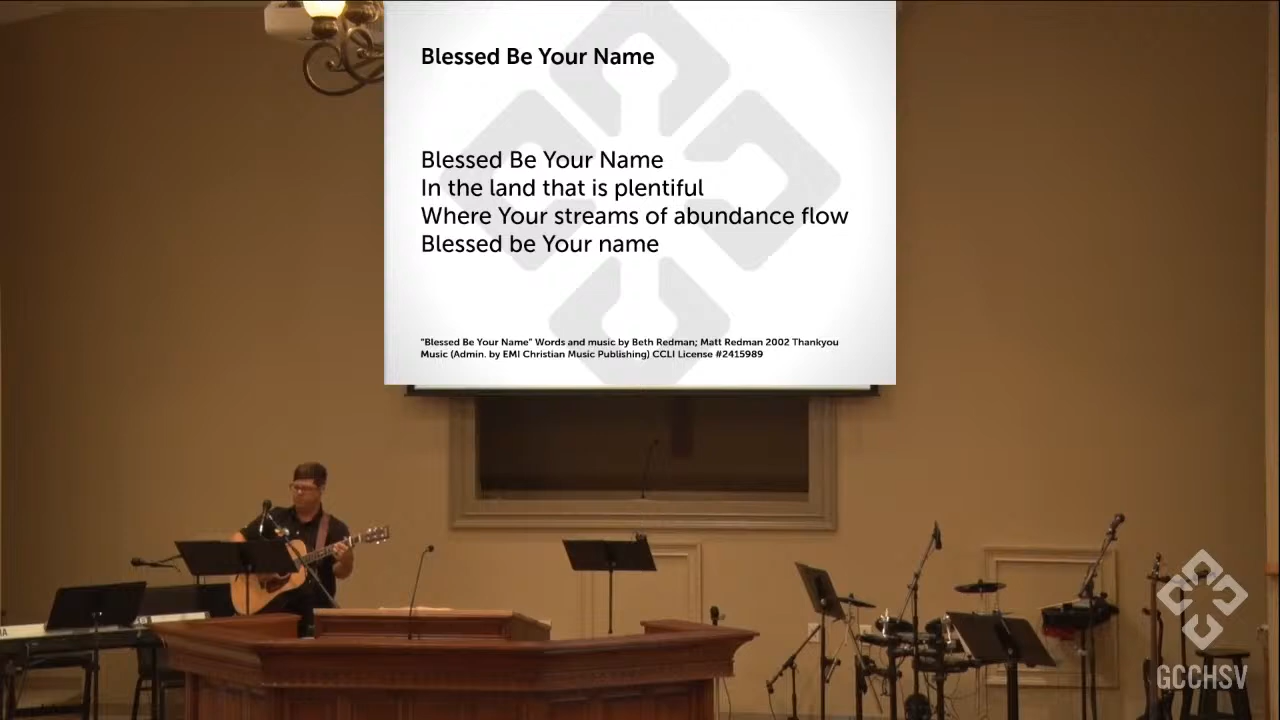 Blessed Be Your Name
Blessed Be Your Name
In the land that is plentiful
Where Your streams of abundance flow
Blessed be Your name
"Blessed Be Your Name" Words and music by Beth Redman; Matt Redman 2002 Thankyou
Music (Admin. by EMI Christian Music Publishing) CCLI License #2415989
GCCHSV